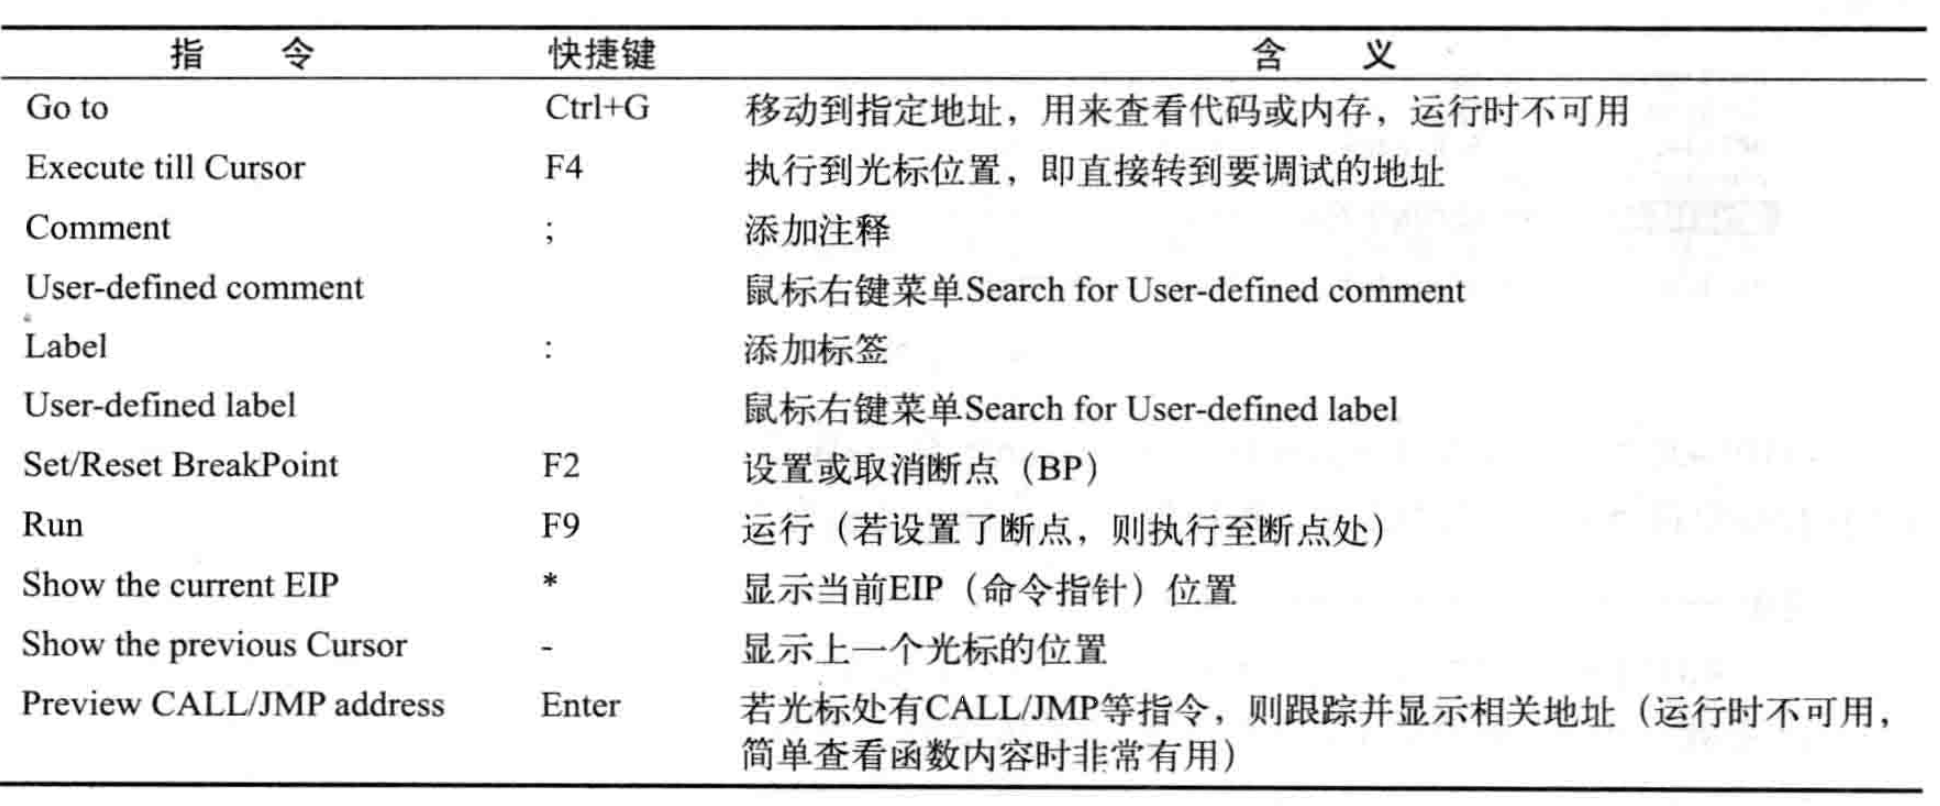 指 令 快捷键 含 义
Go to Ctrl+G 移动到指定地址，用来查看代码或内存，运行时不可用
Execute till Cursor F4 执行到光标位置，即直接转到要调试的地址
Comment ; 添加注释
User-defined comment 鼠标右键菜单Search for User-defined comment
Label : 添加标签
User-defined label 鼠标右键菜单Search for User-defined label
Set/Reset BreakPoint F2 设置或取消断点（BP）
Run F9 运行（若设置了断点，则执行至断点处）
Show the current EIP * 显示当前EIP（命令指针）位置
Show the previous Cursor - 显示上一个光标的位置
Preview CALL/JMP address Enter 若光标处有CALL/JMP等指令，则跟踪并显示相关地址（运行时不可用，
简单查看函数内容时非常有用）